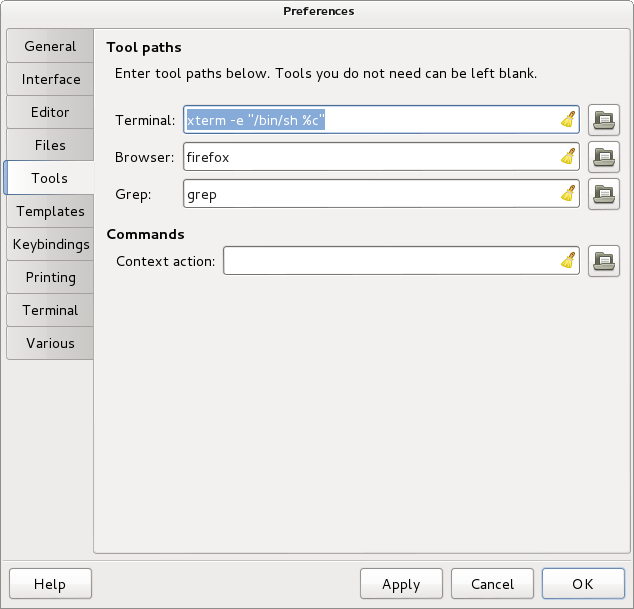 Preferences
General
Interface
Editor
Files
Tools
Templates
Keybindings
Printing
Terminal
Various
Tool paths
Enter tool paths below. Tools you do not need can be left blank.
Terminal: xterm -e "/bin/sh %c"
Browser: firefox
Grep: grep
Commands
Context action:
Help Apply Cancel OK